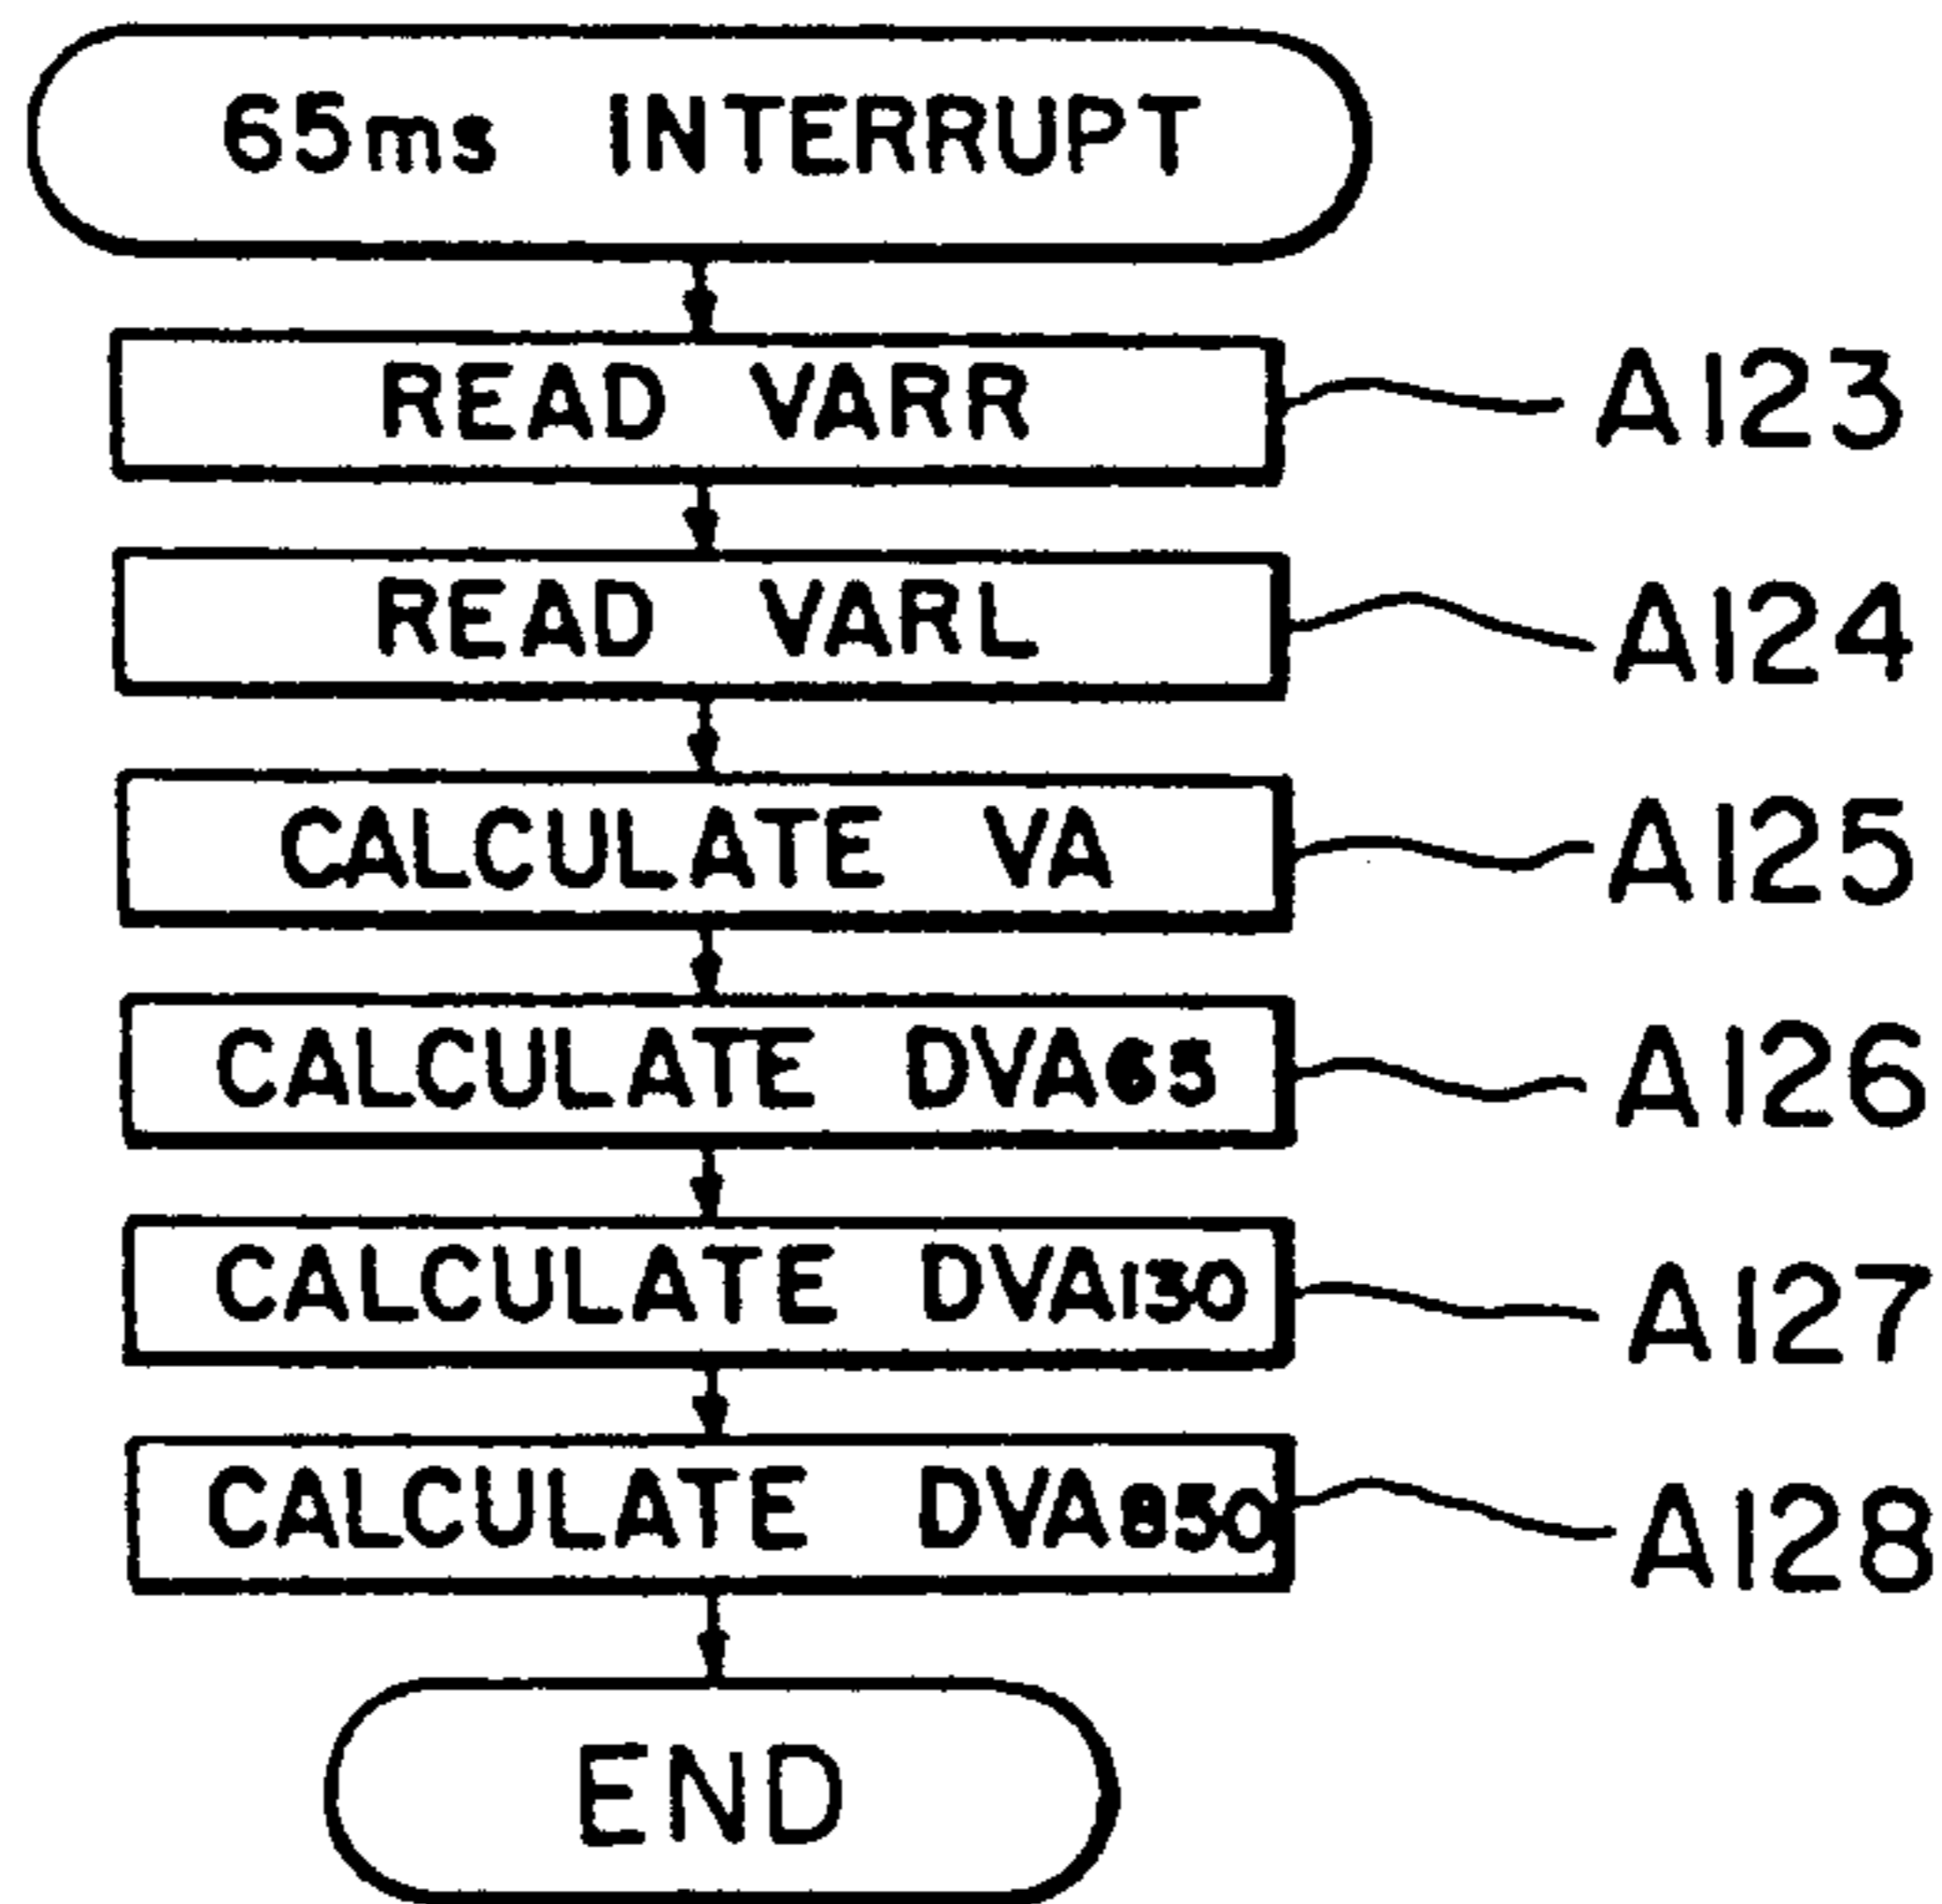 65ms INTERRUPT
READ VARR A123
READ VARL A124
CALCULATE VA A125
CALCULATE DVA65 A126
CALCULATE DVA130 A127
CALCULATE DVA850 A128
END